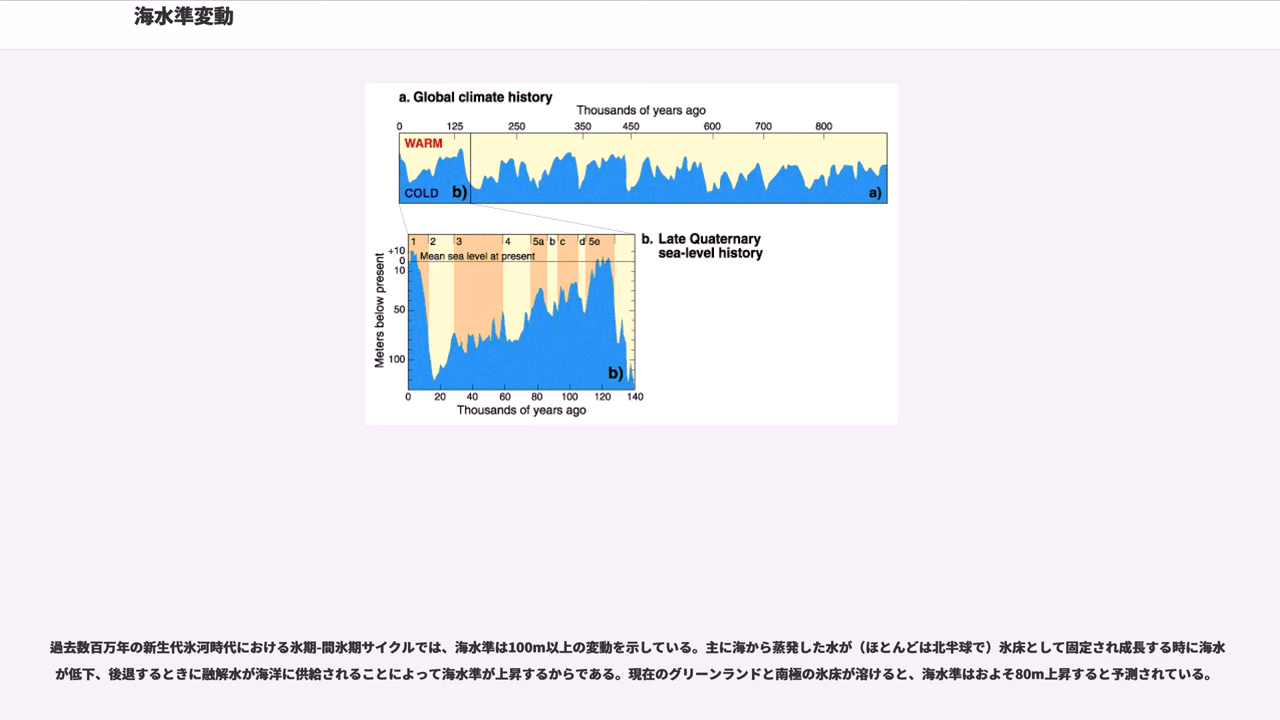 海水準変動
a. Global climate history
Thousands of years ago
0 125 250 350 450 600 700 800
WARM
COLD b) a)
b. Late Quaternary
sea-level history
1 2 3 4 5a b c d 5e
+10
0
10
50
100
Mean sea level at present
Meters below present
b)
0 20 40 60 80 100 120 140
Thousands of years ago
過去数百万年の新生代氷河時代における氷期-間氷期サイクルでは、海水準は100m以上の変動を示している。主に海から蒸発した水が（ほとんどは北半球で）氷床として固定され成長する時に海水
が低下、後退するときに融解水が海洋に供給されることによって海水準が上昇するからである。現在のグリーンランドと南極の氷床が溶けると、海水準はおよそ80m上昇すると予測されている。